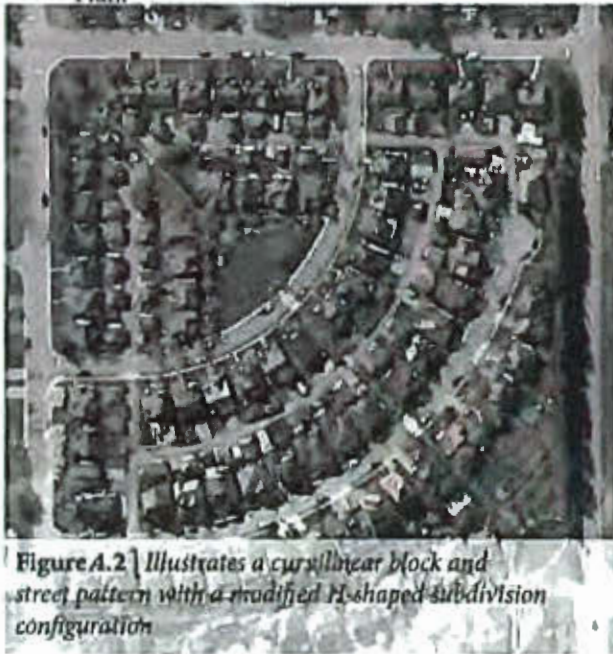 Figure A.2 | Illustrates a curvilinear block and
street pattern with a modified H-shaped subdivision
configuration